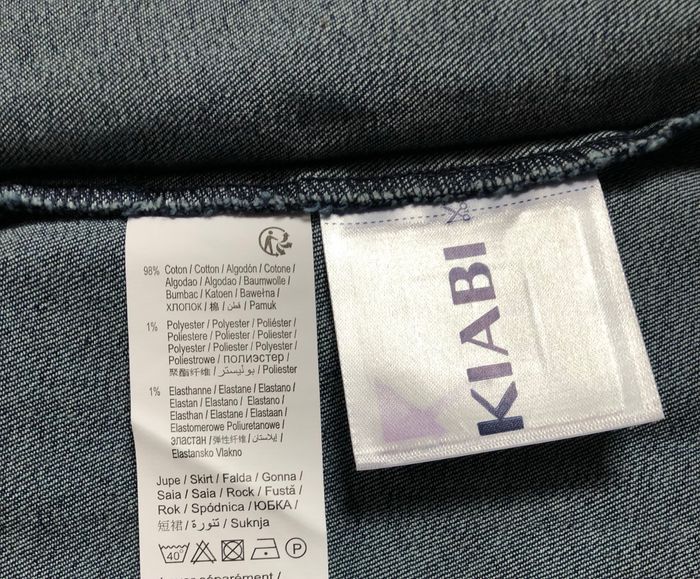 98% Coton / Cotton / Algodón / Cotone /
Algodao / Algodao / Baumwolle /
Bumbac / Katoen / Bawełna /
хлопок / 棉 / قطن / Pamuk
1% Polyester / Polyester / Poliéster /
Poliestere / Poliester / Poliester /
Polyester / Poliester / Polyester /
Poliestrowe / полиэстер /
聚酯纤维 / بوليستر / Poliester
1% Elasthanne / Elastane / Elastano /
Elastan / Elastano / Elastano /
Elasthan / Elastane / Elastaan /
Elastomerowe Poliuretanowe /
эластан / 弹性纤维 / إيلاستان /
Elastansko Vlakno
Jupe / Skirt / Falda / Gonna /
Saia / Saia / Rock / Fustă /
Rok / Spódnica / ЮБКА /
短裙 / تنورة / Suknja
40° P
KIABI